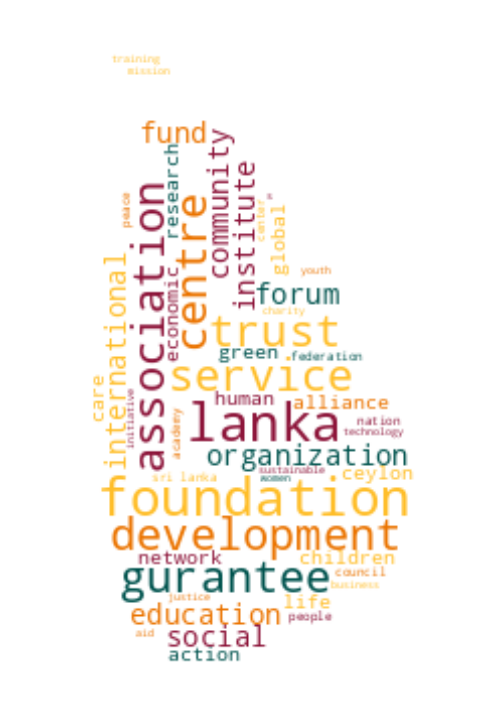 training
mission
fund
community
research
institute
association
peace
centre
center
global
international
economic
youth
forum
charity
trust
green
federation
service
care
initiative
human
alliance
academy
lanka
nation
technology
organization
sustainable
sri lanka
women
ceylon
foundation
development
network
children
gurantee
council
business
justice
life
education
people
aid
social
action